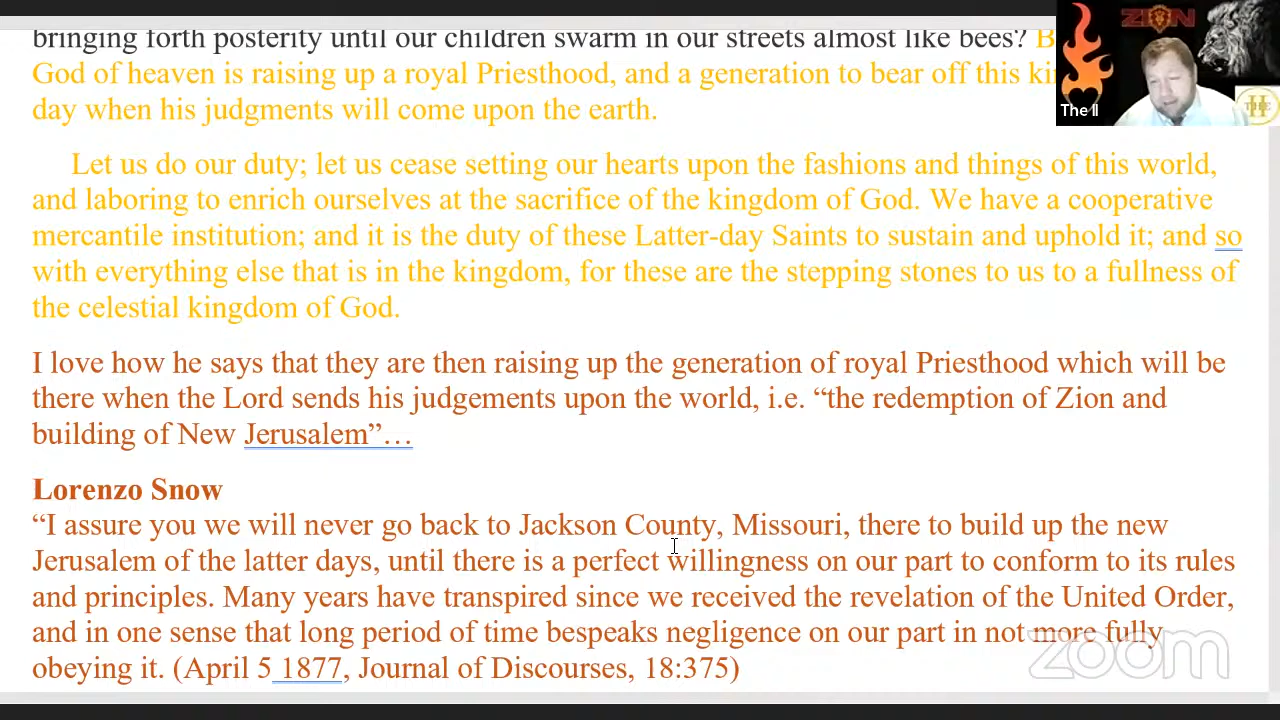 bringing forth posterity until our children swarm in our streets almost like bees? B
God of heaven is raising up a royal Priesthood, and a generation to bear off this
day when his judgments will come upon the earth.
Let us do our duty; let us cease setting our hearts upon the fashions and things of this world,
and laboring to enrich ourselves at the sacrifice of the kingdom of God. We have a cooperative
mercantile institution; and it is the duty of these Latter-day Saints to sustain and uphold it; and so
with everything else that is in the kingdom, for these are the stepping stones to us to a fullness of
the celestial kingdom of God.
I love how he says that they are then raising up the generation of royal Priesthood which will be
there when the Lord sends his judgements upon the world, i.e. “the redemption of Zion and
building of New Jerusalem”…
Lorenzo Snow
“I assure you we will never go back to Jackson County, Missouri, there to build up the new
Jerusalem of the latter days, until there is a perfect willingness on our part to conform to its rules
and principles. Many years have transpired since we received the revelation of the United Order,
and in one sense that long period of time bespeaks negligence on our part in not more fully
obeying it. (April 5 1877, Journal of Discourses, 18:375)
ZION
The II
THE
H
zoom